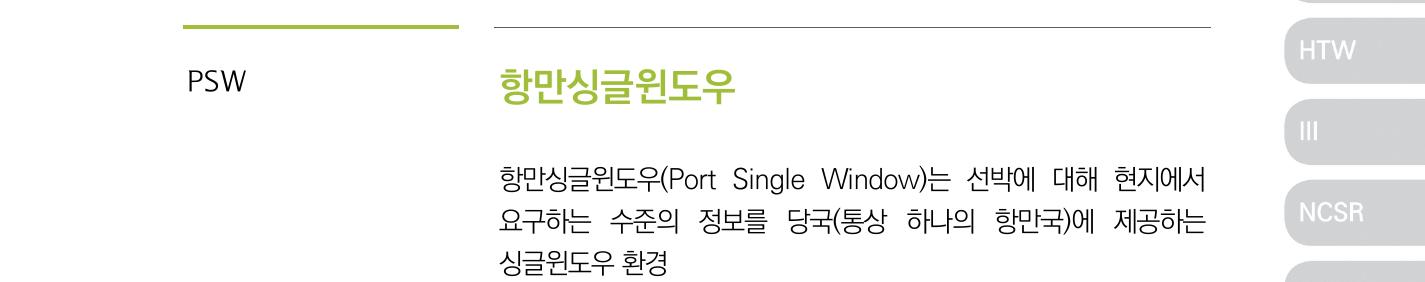 PSW
항만싱글윈도우
항만싱글윈도우(Port Single Window)는 선박에 대해 현지에서
요구하는 수준의 정보를 당국(통상 하나의 항만국)에 제공하는
싱글윈도우 환경
HTW
III
NCSR